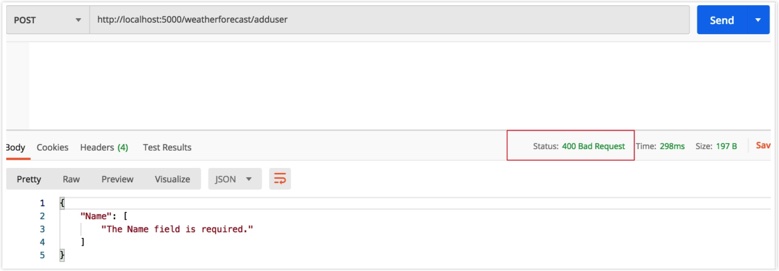 POST http://localhost:5000/weatherforecast/adduser Send
Body Cookies Headers (4) Test Results Status: 400 Bad Request Time: 298ms Size: 197 B Sav
Pretty Raw Preview Visualize JSON
1 {
2 "Name": [
3 "The Name field is required."
4 ]
5 }